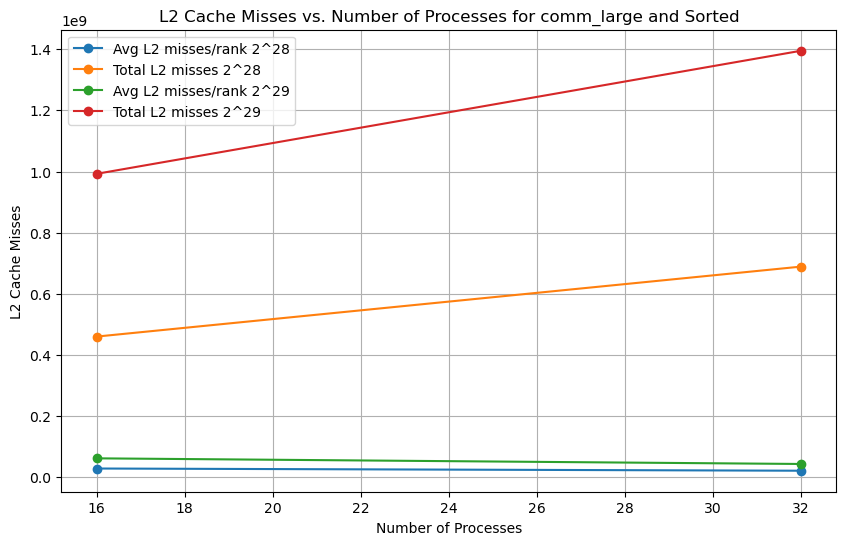 L2 Cache Misses vs. Number of Processes for comm_large and Sorted
1e9
Avg L2 misses/rank 2^28
Total L2 misses 2^28
Avg L2 misses/rank 2^29
Total L2 misses 2^29
1.4
1.2
1.0
0.8
0.6
0.4
0.2
0.0
L2 Cache Misses
16 18 20 22 24 26 28 30 32
Number of Processes